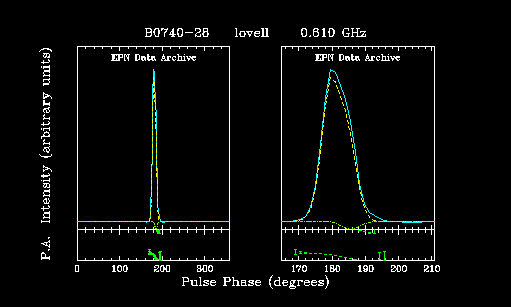 B0740-28 lovell 0.610 GHz
EPN Data Archive EPN Data Archive
P.A. Intensity (arbitrary units)
0 100 200 300 170 180 190 200 210
Pulse Phase (degrees)